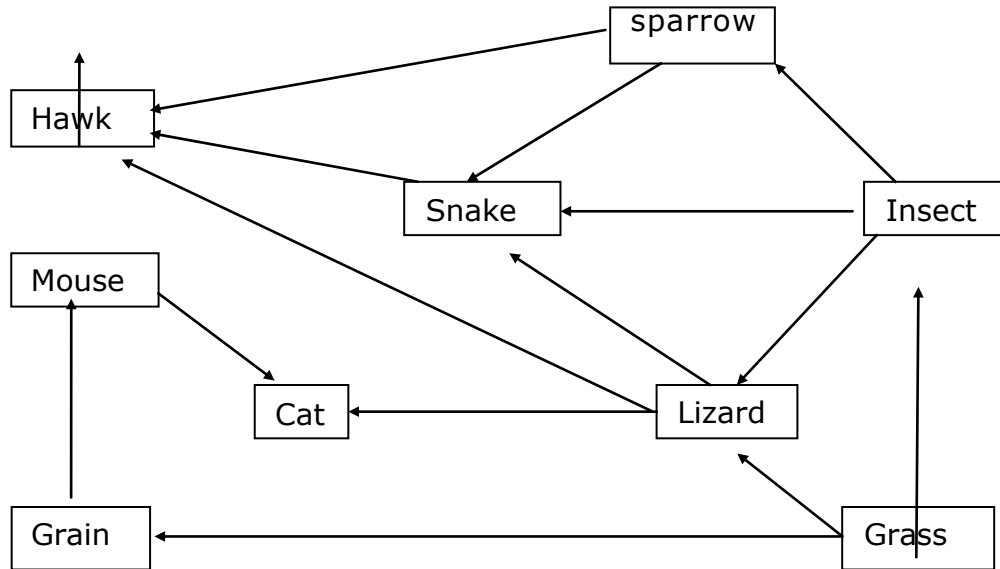 sparrow
Hawk
Snake
Insect
Mouse
Cat
Lizard
Grain
Grass